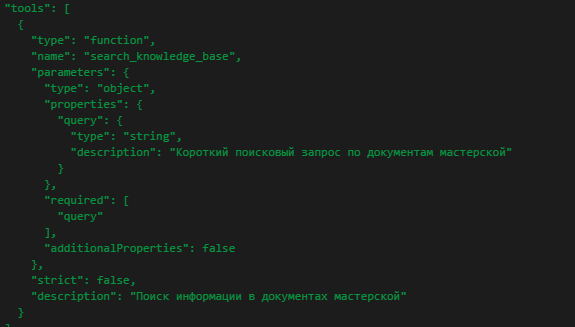 "tools": [
{
"type": "function",
"name": "search_knowledge_base",
"parameters": {
"type": "object",
"properties": {
"query": {
"type": "string",
"description": "Короткий поисковый запрос по документам мастерской"
}
},
"required": [
"query"
],
"additionalProperties": false
},
"strict": false,
"description": "Поиск информации в документах мастерской"
}
]